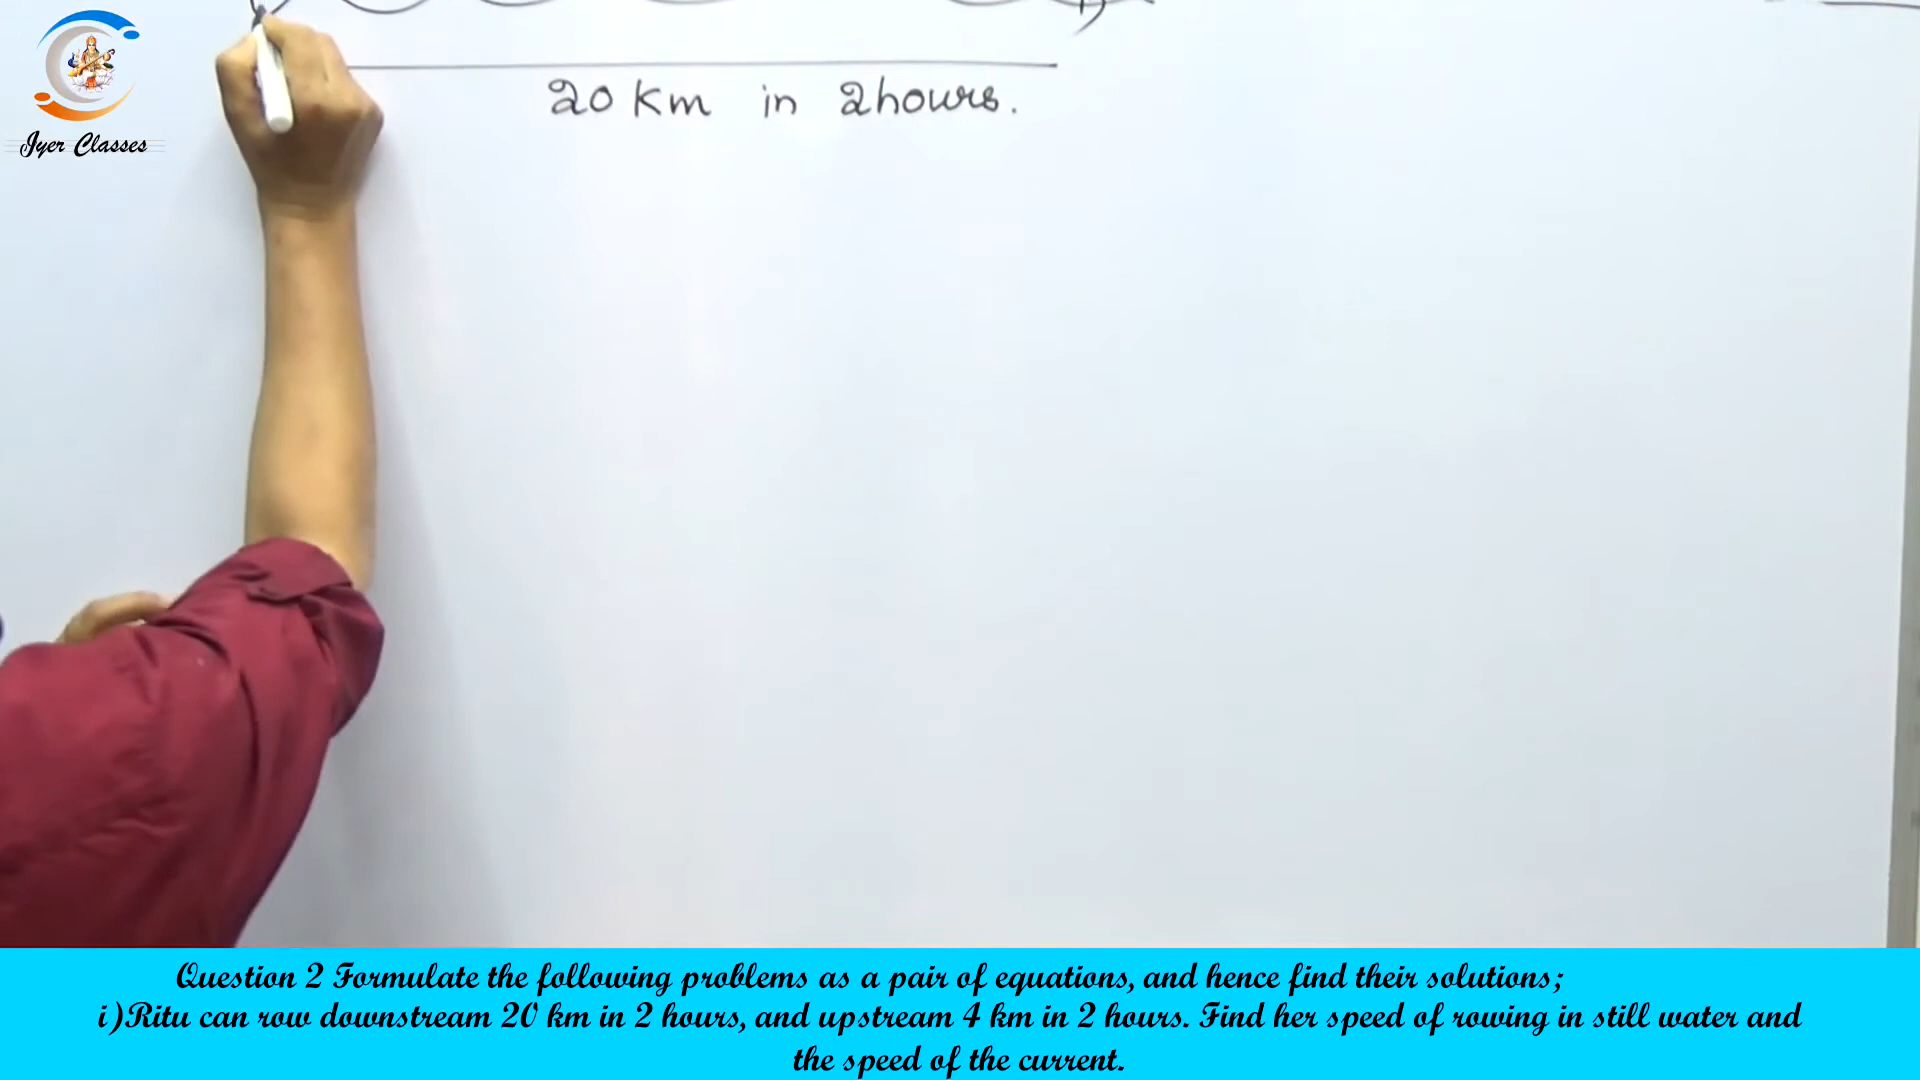 Iyer Classes
20 km in 2 hours.
Question 2 Formulate the following problems as a pair of equations, and hence find their solutions;
i)Ritu can row downstream 20 km in 2 hours, and upstream 4 km in 2 hours. Find her speed of rowing in still water and
the speed of the current.